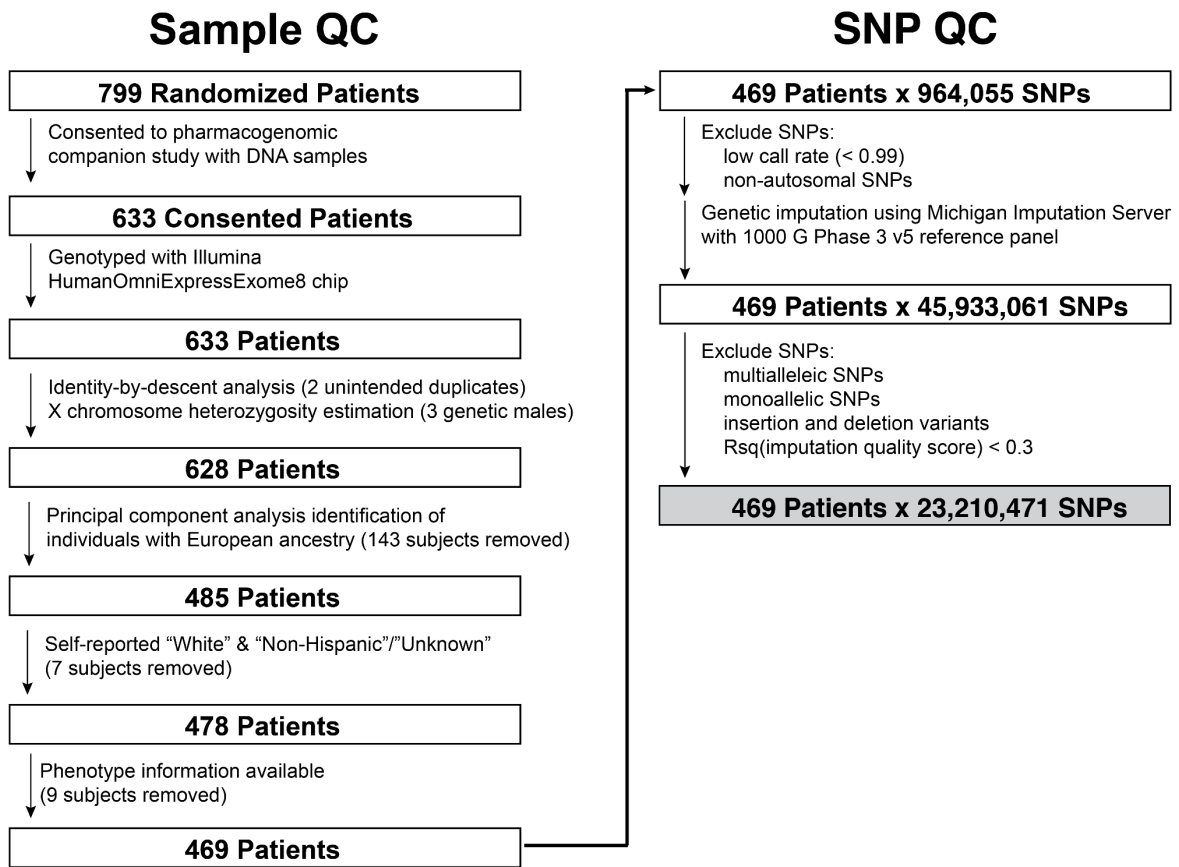 Sample QC
799 Randomized Patients
Consented to pharmacogenomic
companion study with DNA samples
633 Consented Patients
Genotyped with Illumina
HumanOmniExpressExome8 chip
633 Patients
Identity-by-descent analysis (2 unintended duplicates)
X chromosome heterozygosity estimation (3 genetic males)
628 Patients
Principal component analysis identification of
individuals with European ancestry (143 subjects removed)
485 Patients
Self-reported “White” & “Non-Hispanic”/”Unknown”
(7 subjects removed)
478 Patients
Phenotype information available
(9 subjects removed)
469 Patients
SNP QC
469 Patients x 964,055 SNPs
Exclude SNPs:
low call rate (< 0.99)
non-autosomal SNPs
Genetic imputation using Michigan Imputation Server
with 1000 G Phase 3 v5 reference panel
469 Patients x 45,933,061 SNPs
Exclude SNPs:
multialleleic SNPs
monoallelic SNPs
insertion and deletion variants
Rsq(imputation quality score) < 0.3
469 Patients x 23,210,471 SNPs